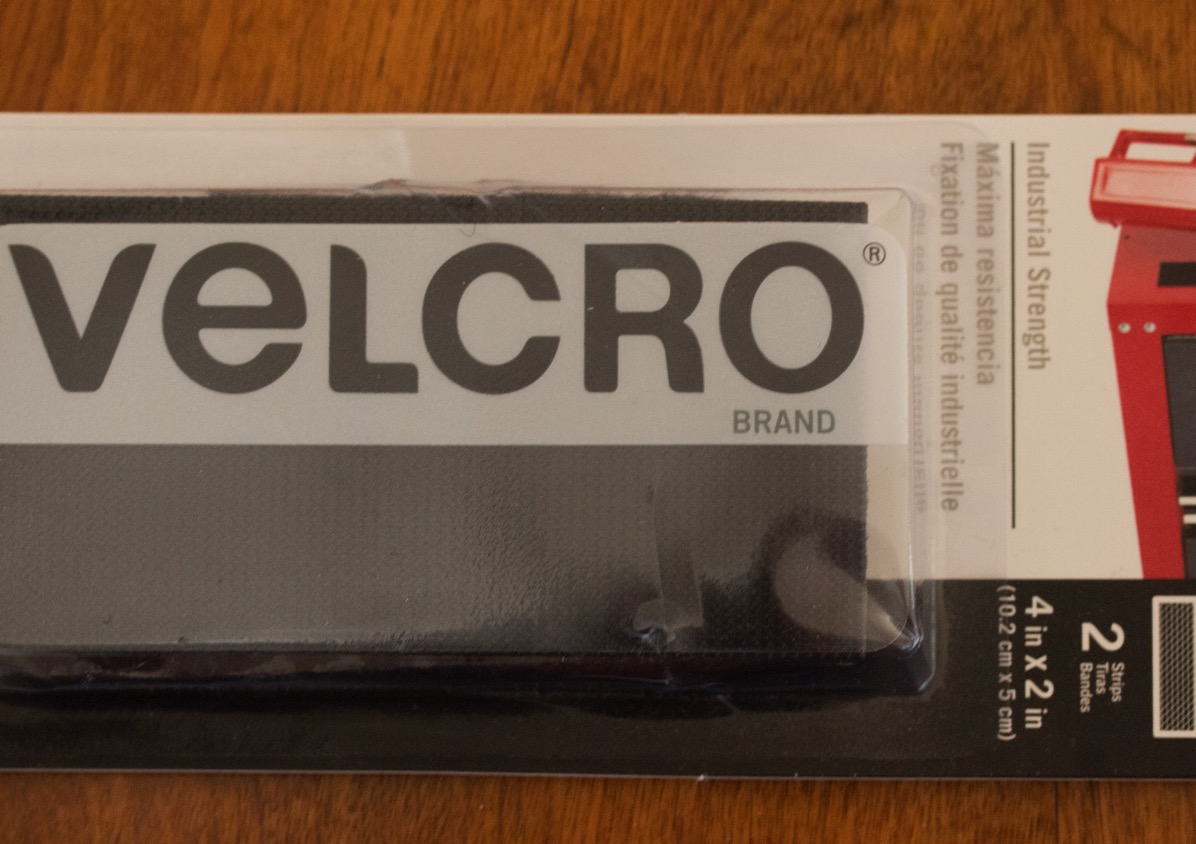 VELCRO®
BRAND
Industrial Strength
Máxima resistencia
Fixation de qualité industrielle
2 Strips
Tiras
Bandes
4 in X 2 in
(10.2 cm x 5 cm)